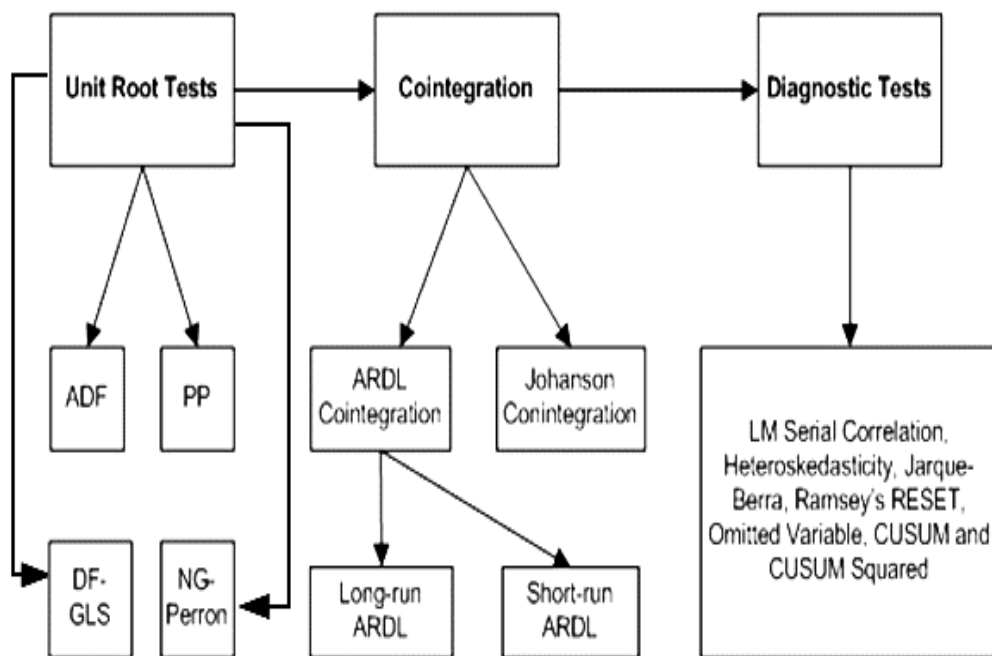 Unit Root Tests
Cointegration
Diagnostic Tests
ADF
PP
ARDL
Cointegration
Johanson
Conintegration
LM Serial Correlation,
Heteroskedasticity, Jarque-
Berra, Ramsey's RESET,
Omitted Variable, CUSUM and
CUSUM Squared
DF-
GLS
NG-
Perron
Long-run
ARDL
Short-run
ARDL